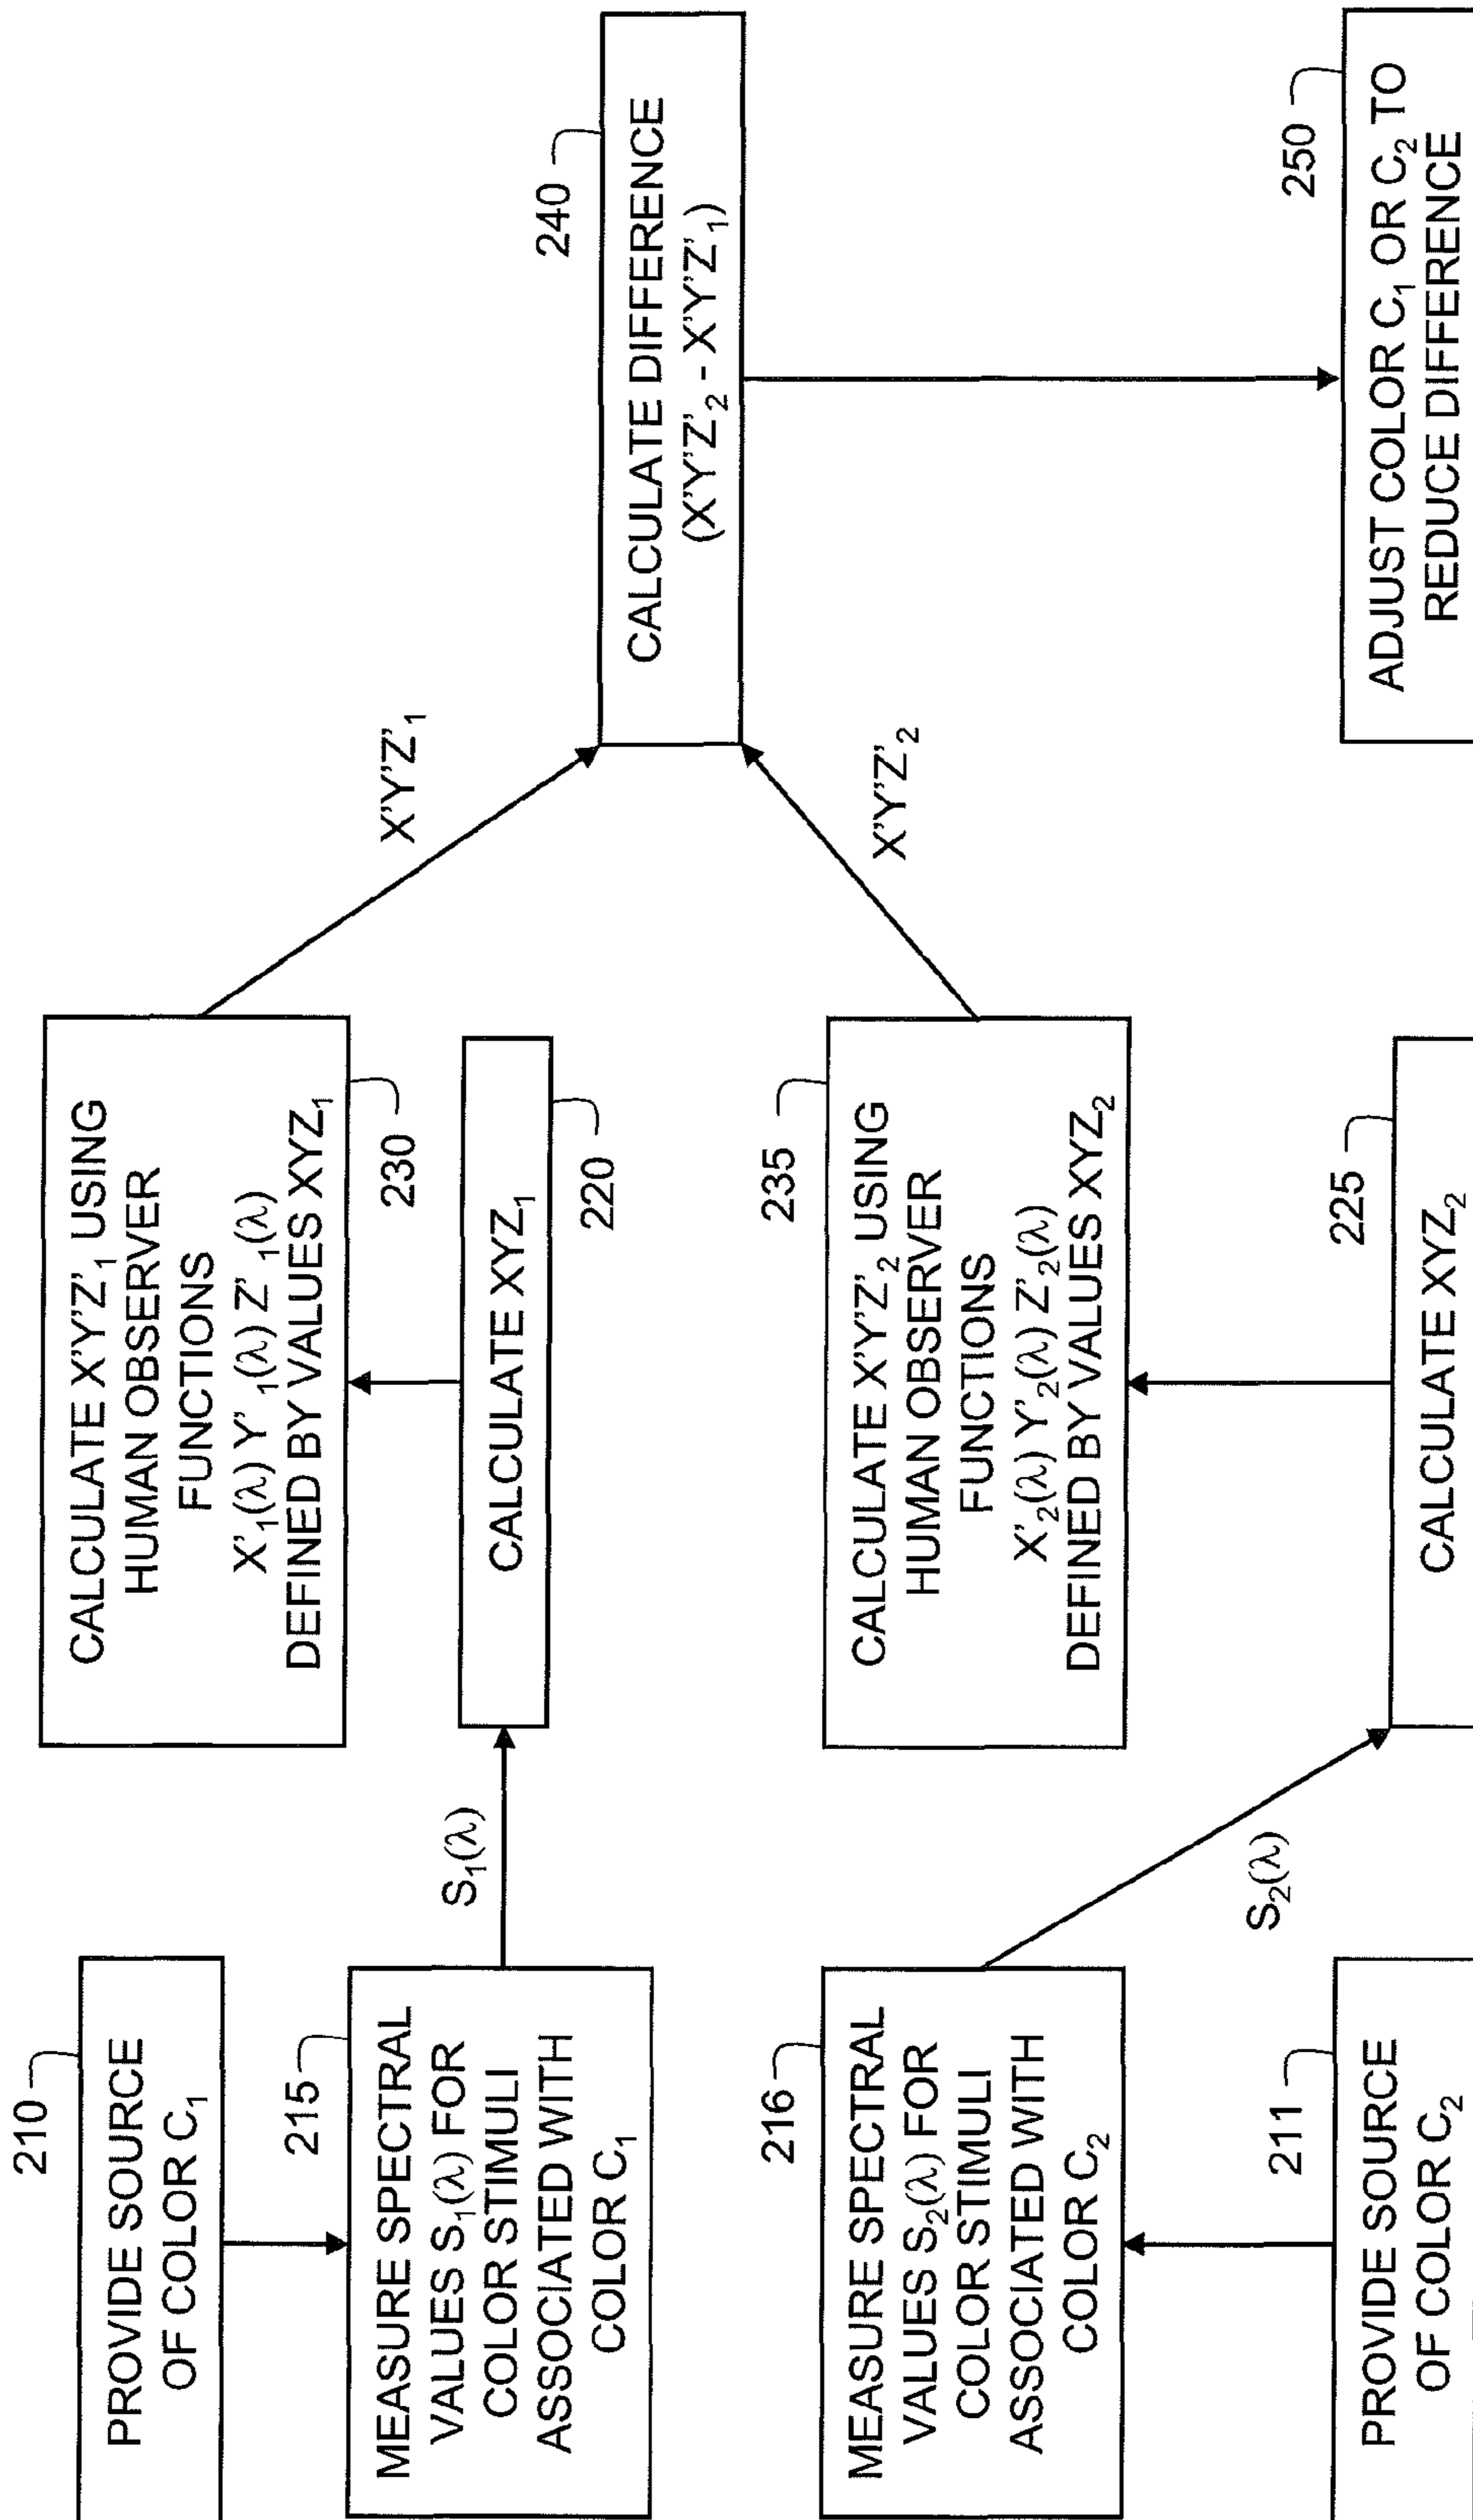 210
PROVIDE SOURCE
OF COLOR C₁
215
MEASURE SPECTRAL
VALUES S₁(λ) FOR
COLOR STIMULI
ASSOCIATED WITH
COLOR C₁
216
MEASURE SPECTRAL
VALUES S₂(λ) FOR
COLOR STIMULI
ASSOCIATED WITH
COLOR C₂
211
PROVIDE SOURCE
OF COLOR C₂
S₁(λ)
S₂(λ)
CALCULATE X'Y'Z'₁ USING
HUMAN OBSERVER
FUNCTIONS
X'₁(λ) Y'₁(λ) Z'₁(λ)
DEFINED BY VALUES XYZ₁
230
CALCULATE XYZ₁
220
235
CALCULATE X'Y'Z'₂ USING
HUMAN OBSERVER
FUNCTIONS
X'₂(λ) Y'₂(λ) Z'₂(λ)
DEFINED BY VALUES XYZ₂
225
CALCULATE XYZ₂
X'Y'Z'₁
X'Y'Z'₂
240
CALCULATE DIFFERENCE
(X'Y'Z'₂ - X'Y'Z'₁)
250
ADJUST COLOR C₁ OR C₂ TO
REDUCE DIFFERENCE